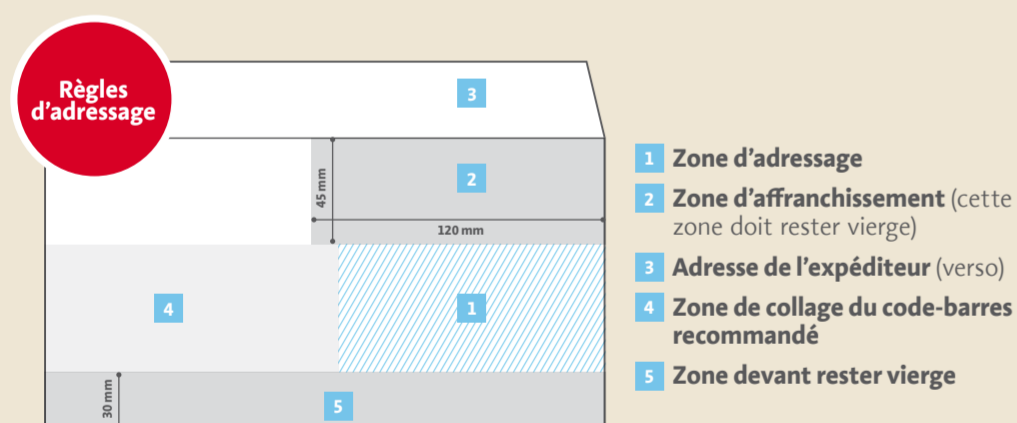 Règles
d'adressage
3
2
45 mm
120 mm
4
1
30 mm
5
1 Zone d'adressage
2 Zone d'affranchissement (cette
zone doit rester vierge)
3 Adresse de l'expéditeur (verso)
4 Zone de collage du code-barres
recommandé
5 Zone devant rester vierge